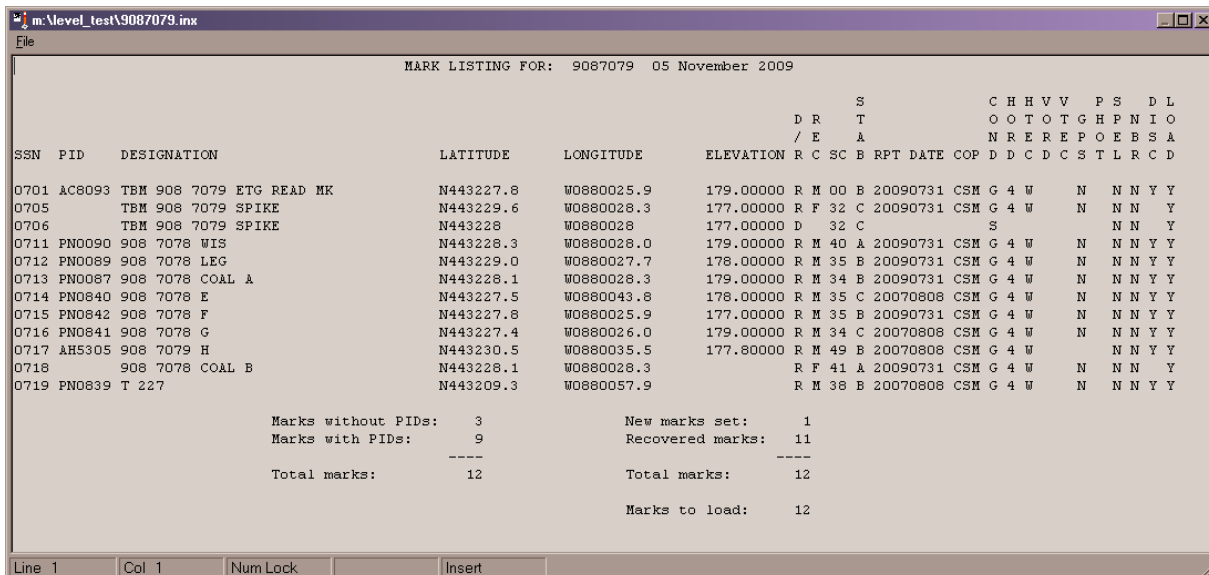 m:\level_test\9087079.inx
File
MARK LISTING FOR: 9087079 05 November 2009
S C H H V V P S D L
D R T O O T O T G H P N I O
/ E A N R E R E P O E B S A
SSN PID DESIGNATION LATITUDE LONGITUDE ELEVATION R C SC B RPT DATE COP D D C D C S T L R C D
0701 AC8093 TBM 908 7079 ETG READ MK N443227.8 W0880025.9 179.00000 R M 00 B 20090731 CSM G 4 W N N N Y Y
0705 TBM 908 7079 SPIKE N443229.6 W0880028.3 177.00000 R F 32 C 20090731 CSM G 4 W N N N Y
0706 TBM 908 7079 SPIKE N443228 W0880028 177.00000 D 32 C S N N Y
0711 PN0090 908 7078 WIS N443228.3 W0880028.0 179.00000 R M 40 A 20090731 CSM G 4 W N N N Y Y
0712 PN0089 908 7078 LEG N443229.0 W0880027.7 178.00000 R M 35 B 20090731 CSM G 4 W N N N Y Y
0713 PN0087 908 7078 COAL A N443228.1 W0880028.3 179.00000 R M 34 B 20090731 CSM G 4 W N N N Y Y
0714 PN0840 908 7078 E N443227.5 W0880043.8 178.00000 R M 35 C 20070808 CSM G 4 W N N N Y Y
0715 PN0842 908 7078 F N443227.8 W0880025.9 177.00000 R M 35 B 20090731 CSM G 4 W N N N Y Y
0716 PN0841 908 7078 G N443227.4 W0880026.0 179.00000 R M 34 C 20070808 CSM G 4 W N N N Y Y
0717 AH5305 908 7079 H N443230.5 W0880035.5 177.80000 R M 49 B 20070808 CSM G 4 W N N Y Y
0718 908 7078 COAL B N443228.1 W0880028.3 R F 41 A 20090731 CSM G 4 W N N N Y
0719 PN0839 T 227 N443209.3 W0880057.9 R M 38 B 20070808 CSM G 4 W N N N Y Y
Marks without PIDs: 3 New marks set: 1
Marks with PIDs: 9 Recovered marks: 11
---- ----
Total marks: 12 Total marks: 12
Marks to load: 12
Line 1 Col 1 Num Lock Insert